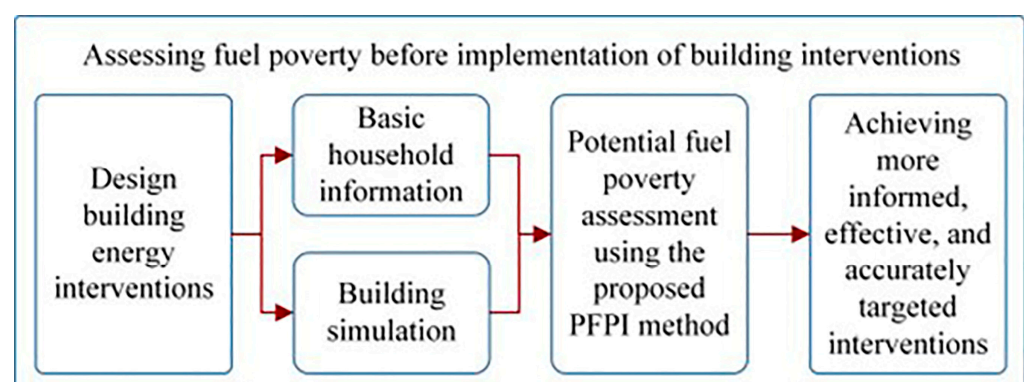 Assessing fuel poverty before implementation of building interventions
Design
building
energy
interventions
Basic
household
information
Building
simulation
Potential fuel
poverty
assessment
using the
proposed
PFPI method
Achieving
more
informed,
effective, and
accurately
targeted
interventions